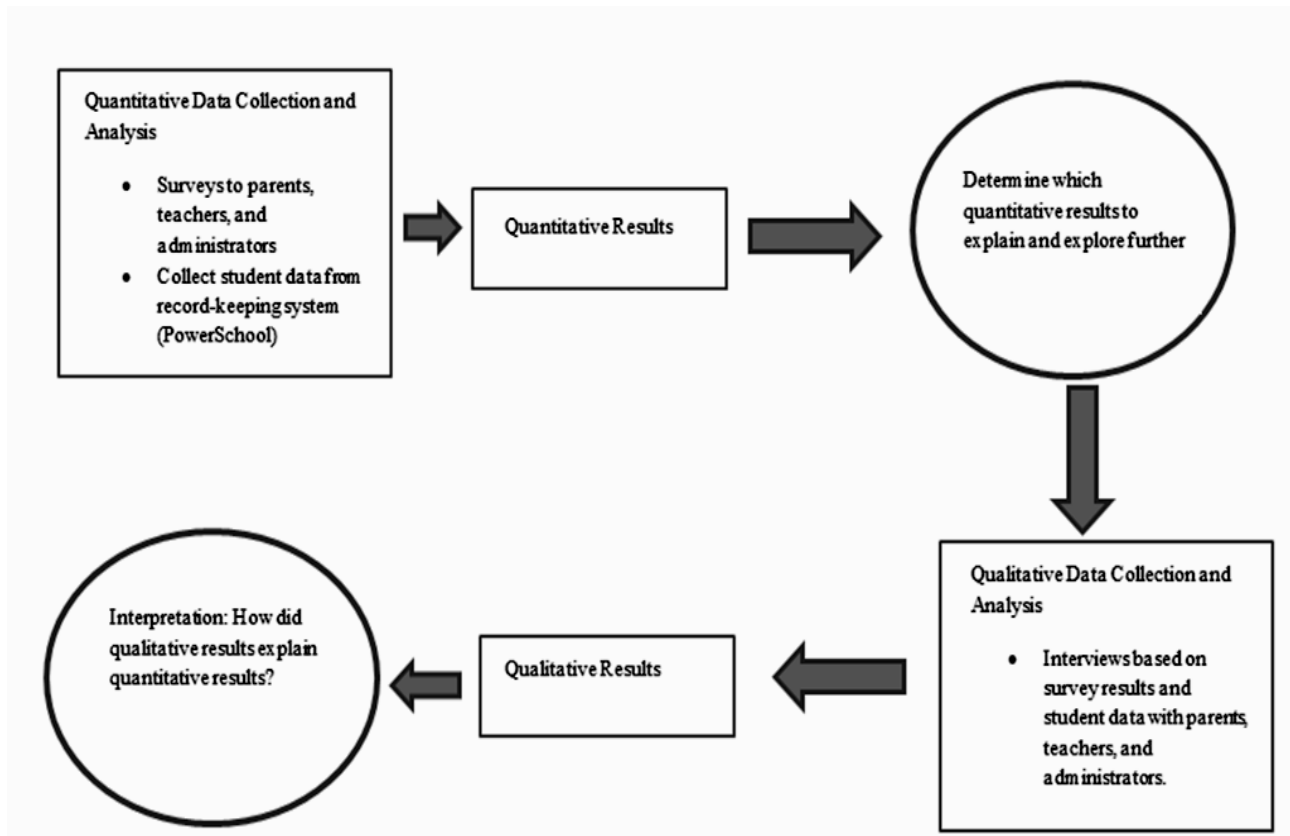 Quantitative Data Collection and
Analysis
• Surveys to parents,
teachers, and
administrators
• Collect student data from
record-keeping system
(PowerSchool)
Quantitative Results
Determine which
quantitative results to
explain and explore further
Qualitative Data Collection and
Analysis
• Interviews based on
survey results and
student data with parents,
teachers, and
administrators.
Qualitative Results
Interpretation: How did
qualitative results explain
quantitative results?